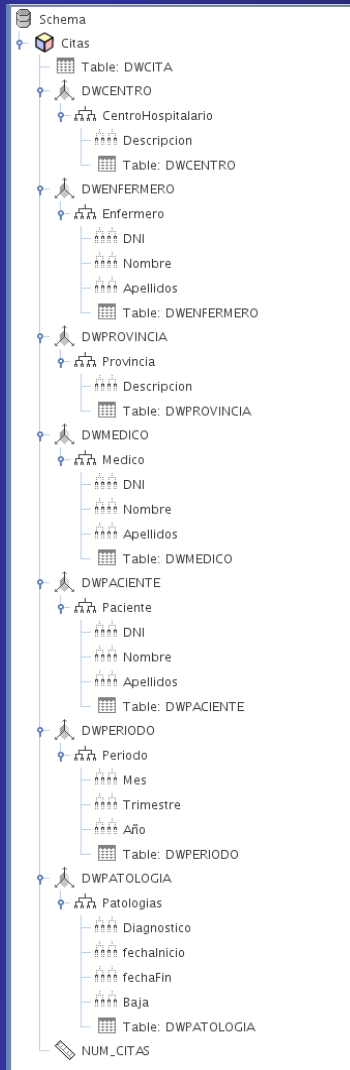 Schema
Citas
Table: DWCITA
DWCENTRO
CentroHospitalario
Descripcion
Table: DWCENTRO
DWENFERMERO
Enfermero
DNI
Nombre
Apellidos
Table: DWENFERMERO
DWPROVINCIA
Provincia
Descripcion
Table: DWPROVINCIA
DWMEDICO
Medico
DNI
Nombre
Apellidos
Table: DWMEDICO
DWPACIENTE
Paciente
DNI
Nombre
Apellidos
Table: DWPACIENTE
DWPERIODO
Periodo
Mes
Trimestre
Año
Table: DWPERIODO
DWPATOLOGIA
Patologias
Diagnostico
fechaInicio
fechaFin
Baja
Table: DWPATOLOGIA
NUM_CITAS